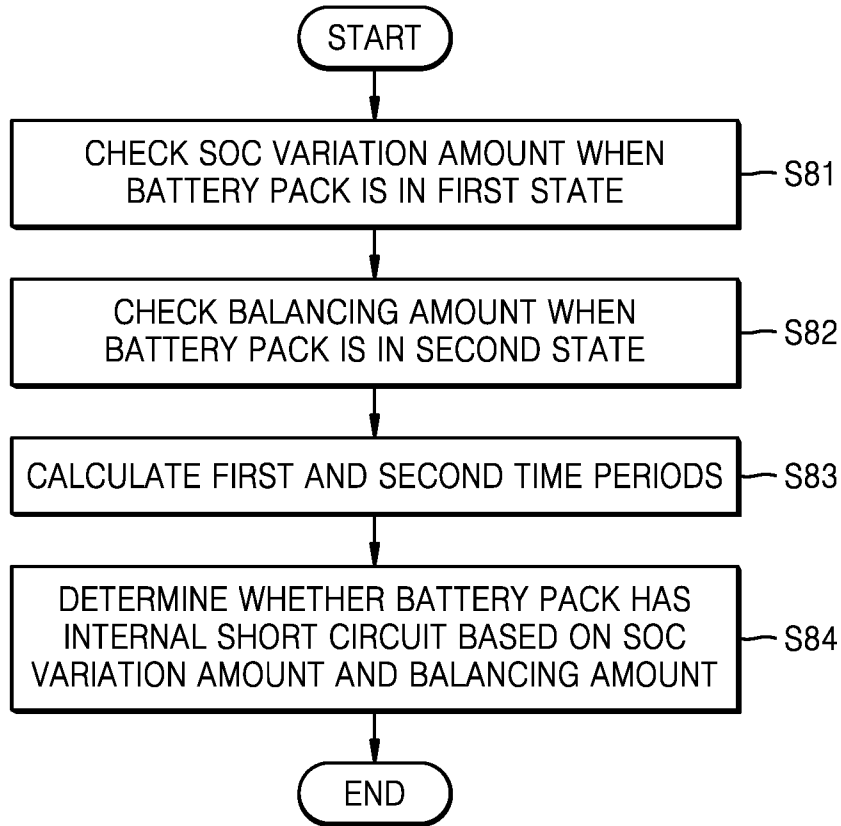 START
CHECK SOC VARIATION AMOUNT WHEN
BATTERY PACK IS IN FIRST STATE
S81
CHECK BALANCING AMOUNT WHEN
BATTERY PACK IS IN SECOND STATE
S82
CALCULATE FIRST AND SECOND TIME PERIODS
S83
DETERMINE WHETHER BATTERY PACK HAS
INTERNAL SHORT CIRCUIT BASED ON SOC
VARIATION AMOUNT AND BALANCING AMOUNT
S84
END